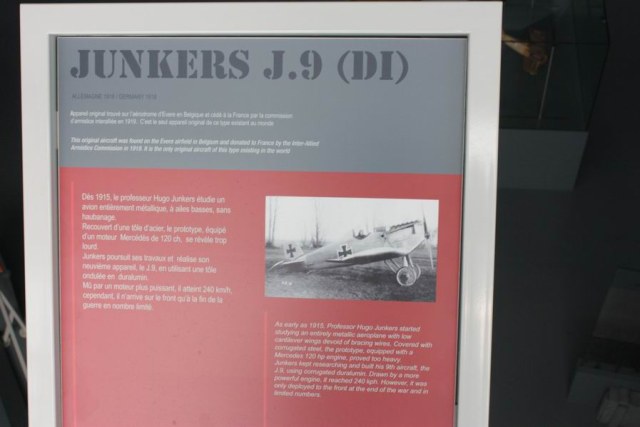 JUNKERS J.9 (DI)
ALLEMAGNE 1918 / GERMANY 1918
Appareil original trouvé sur l'aérodrome d'Evere en Belgique et cédé à la France par la commission
d'armistice interalliée en 1919. C'est le seul appareil original de ce type existant au monde
This original aircraft was found on the Evere airfield in Belgium and donated to France by the Inter-Allied
Armistice Commission in 1919. It is the only original aircraft of this type existing in the world
Dès 1915, le professeur Hugo Junkers étudie un
avion entièrement métallique, à ailes basses, sans
haubanage.
Recouvert d'une tôle d'acier, le prototype, équipé
d'un moteur Mercédès de 120 ch, se révèle trop
lourd.
Junkers poursuit ses travaux et réalise son
neuvième appareil, le J.9, en utilisant une tôle
ondulée en duralumin.
Mû par un moteur plus puissant, il atteint 240 km/h,
cependant, il n'arrive sur le front qu'à la fin de la
guerre en nombre limité.
As early as 1915, Professor Hugo Junkers started
studying an entirely metallic aeroplane with low
cantilever wings devoid of bracing wires. Covered with
corrugated steel, the prototype, equipped with a
Mercedes 120 hp engine, proved too heavy.
Junkers kept researching and built his 9th aircraft, the
J.9, using corrugated duralumin. Drawn by a more
powerful engine, it reached 240 kph. However, it was
only deployed to the front at the end of the war and in
limited numbers.